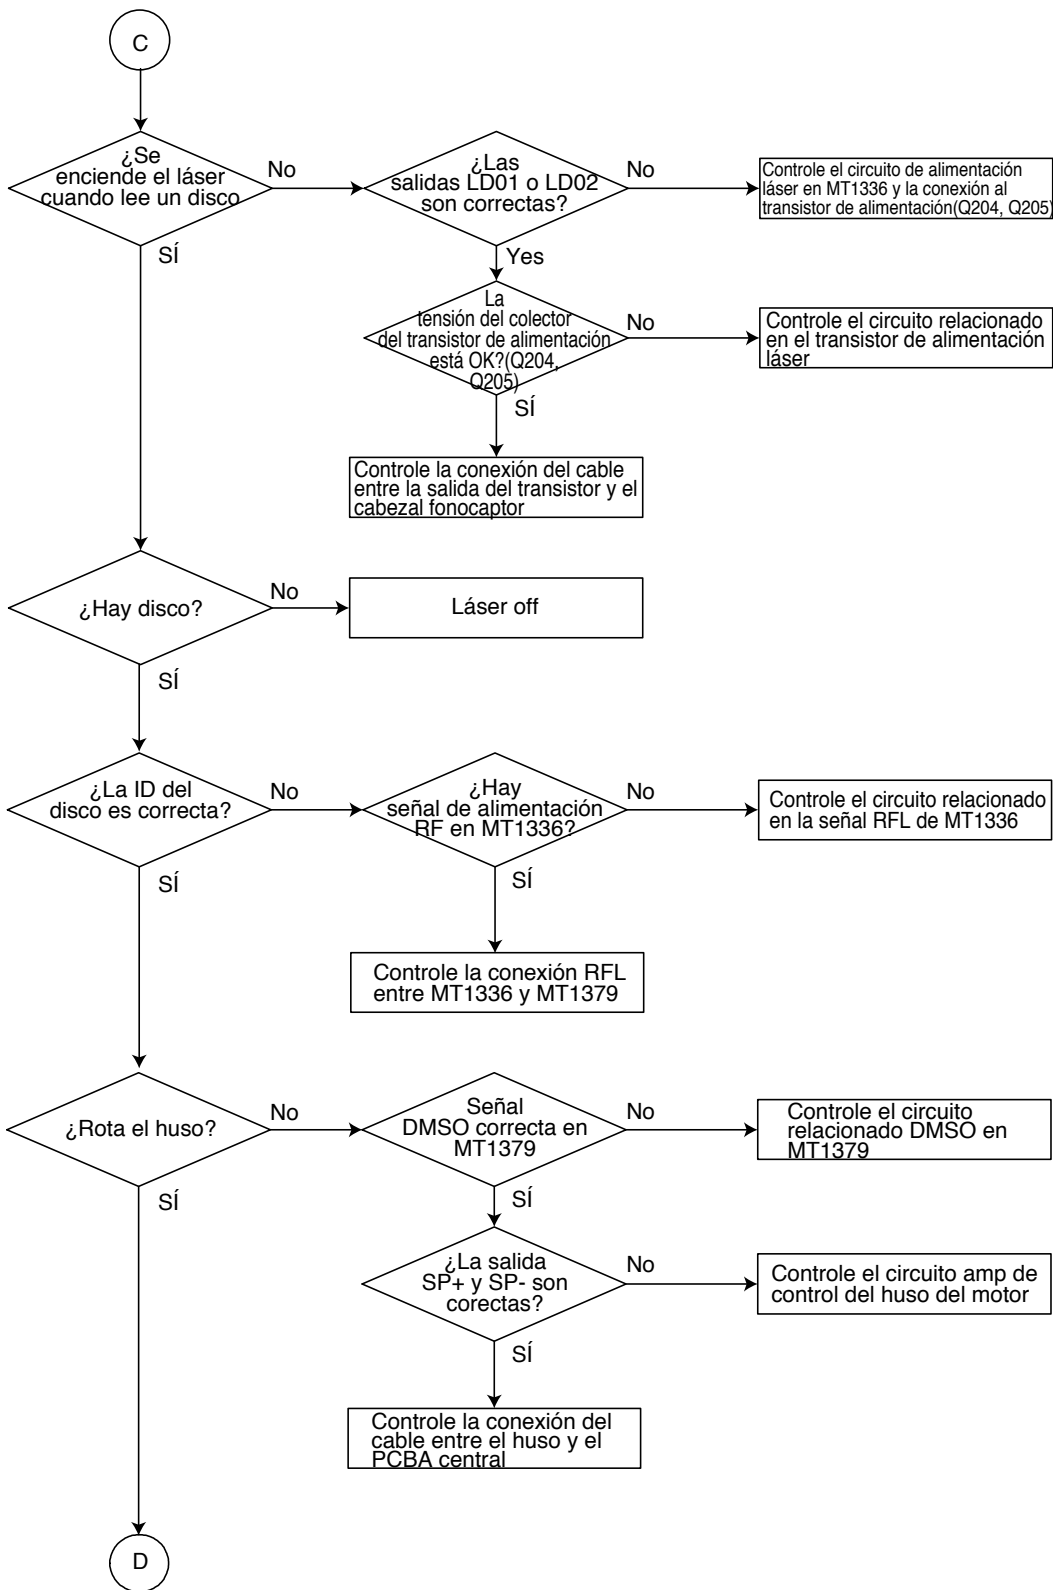 C
¿Se
enciende el láser
cuando lee un disco
No
¿Las
salidas LD01 o LD02
son correctas?
No
Controle el circuito de alimentación
láser en MT1336 y la conexión al
transistor de alimentación(Q204, Q205)
SÍ
Yes
La
tensión del colector
del transistor de alimentación
está OK?(Q204,
Q205)
No
Controle el circuito relacionado
en el transistor de alimentación
láser
SÍ
Controle la conexión del cable
entre la salida del transistor y el
cabezal fonocaptor
¿Hay disco?
No
Láser off
SÍ
¿La ID del
disco es correcta?
No
¿Hay
señal de alimentación
RF en MT1336?
No
Controle el circuito relacionado
en la señal RFL de MT1336
SÍ
SÍ
Controle la conexión RFL
entre MT1336 y MT1379
¿Rota el huso?
No
Señal
DMSO correcta en
MT1379
No
Controle el circuito
relacionado DMSO en
MT1379
SÍ
SÍ
¿La salida
SP+ y SP- son
corectas?
No
Controle el circuito amp de
control del huso del motor
SÍ
Controle la conexión del
cable entre el huso y el
PCBA central
D